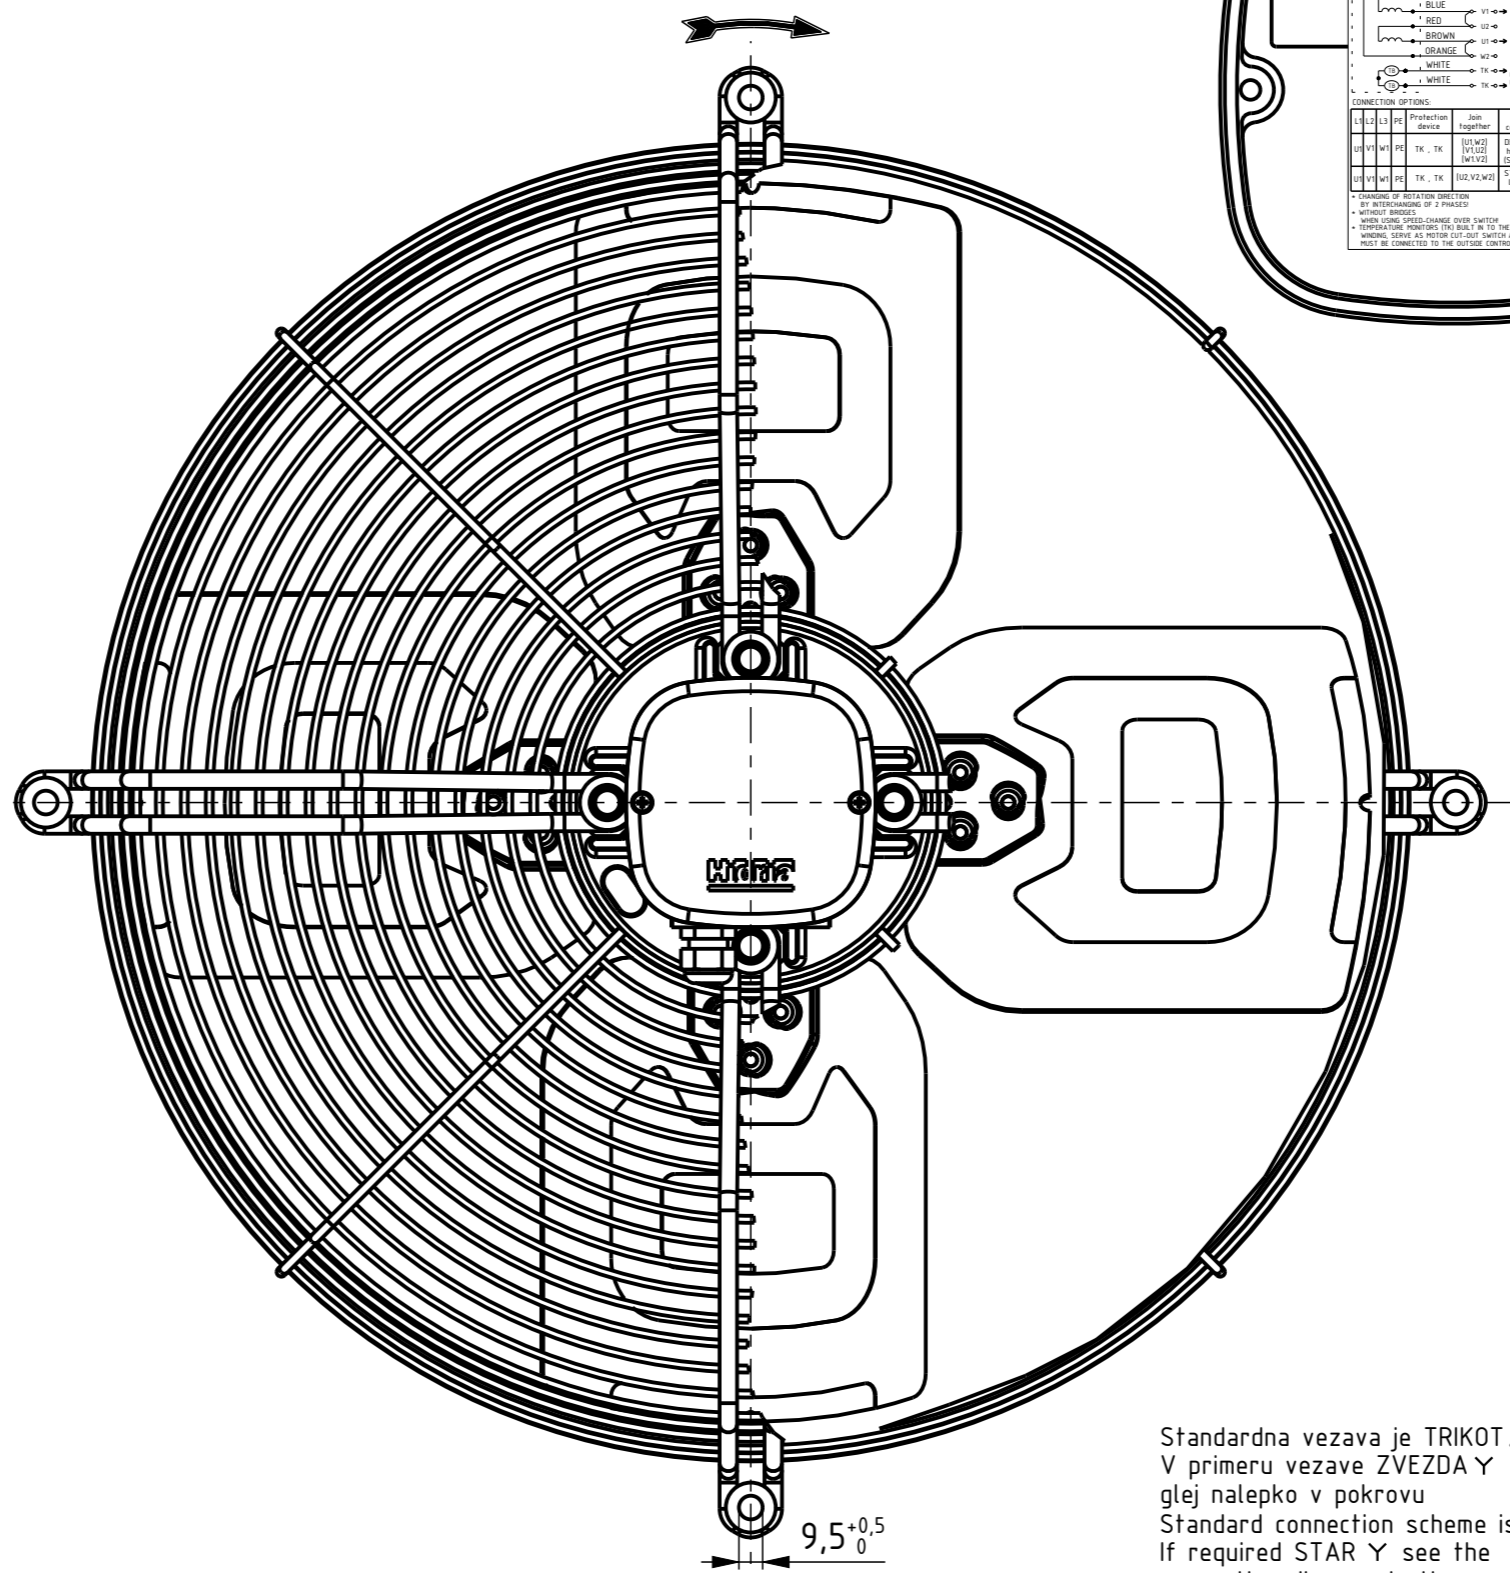 BLUE
V1
RED
U2
BROWN
U1
ORANGE
W2
TB WHITE TK
TB WHITE TK
CONNECTION OPTIONS:
L1 L2 L3 PE Protection device Join together
U1 V1 W1 PE TK , TK (U1,W2) (V1,U2) (W1,V2)
U1 V1 W1 PE TK , TK (U2,V2,W2)
* CHANGING OF ROTATION DIRECTION
BY INTERCHANGING OF 2 PHASES!
* WITHOUT BRIDGES
WHEN USING SPEED-CHANGE OVER SWITCH!
* TEMPERATURE MONITORS (TK) BUILT IN TO THE
WINDING, SERVE AS MOTOR CUT-OUT SWITCH
MUST BE CONNECTED TO THE OUTSIDE
Hidria
9,5 +0,5 0
Standardna vezava je TRIKOT
V primeru vezave ZVEZDA Y
glej nalepko v pokrovu
Standard connection scheme is
If required STAR Y see the